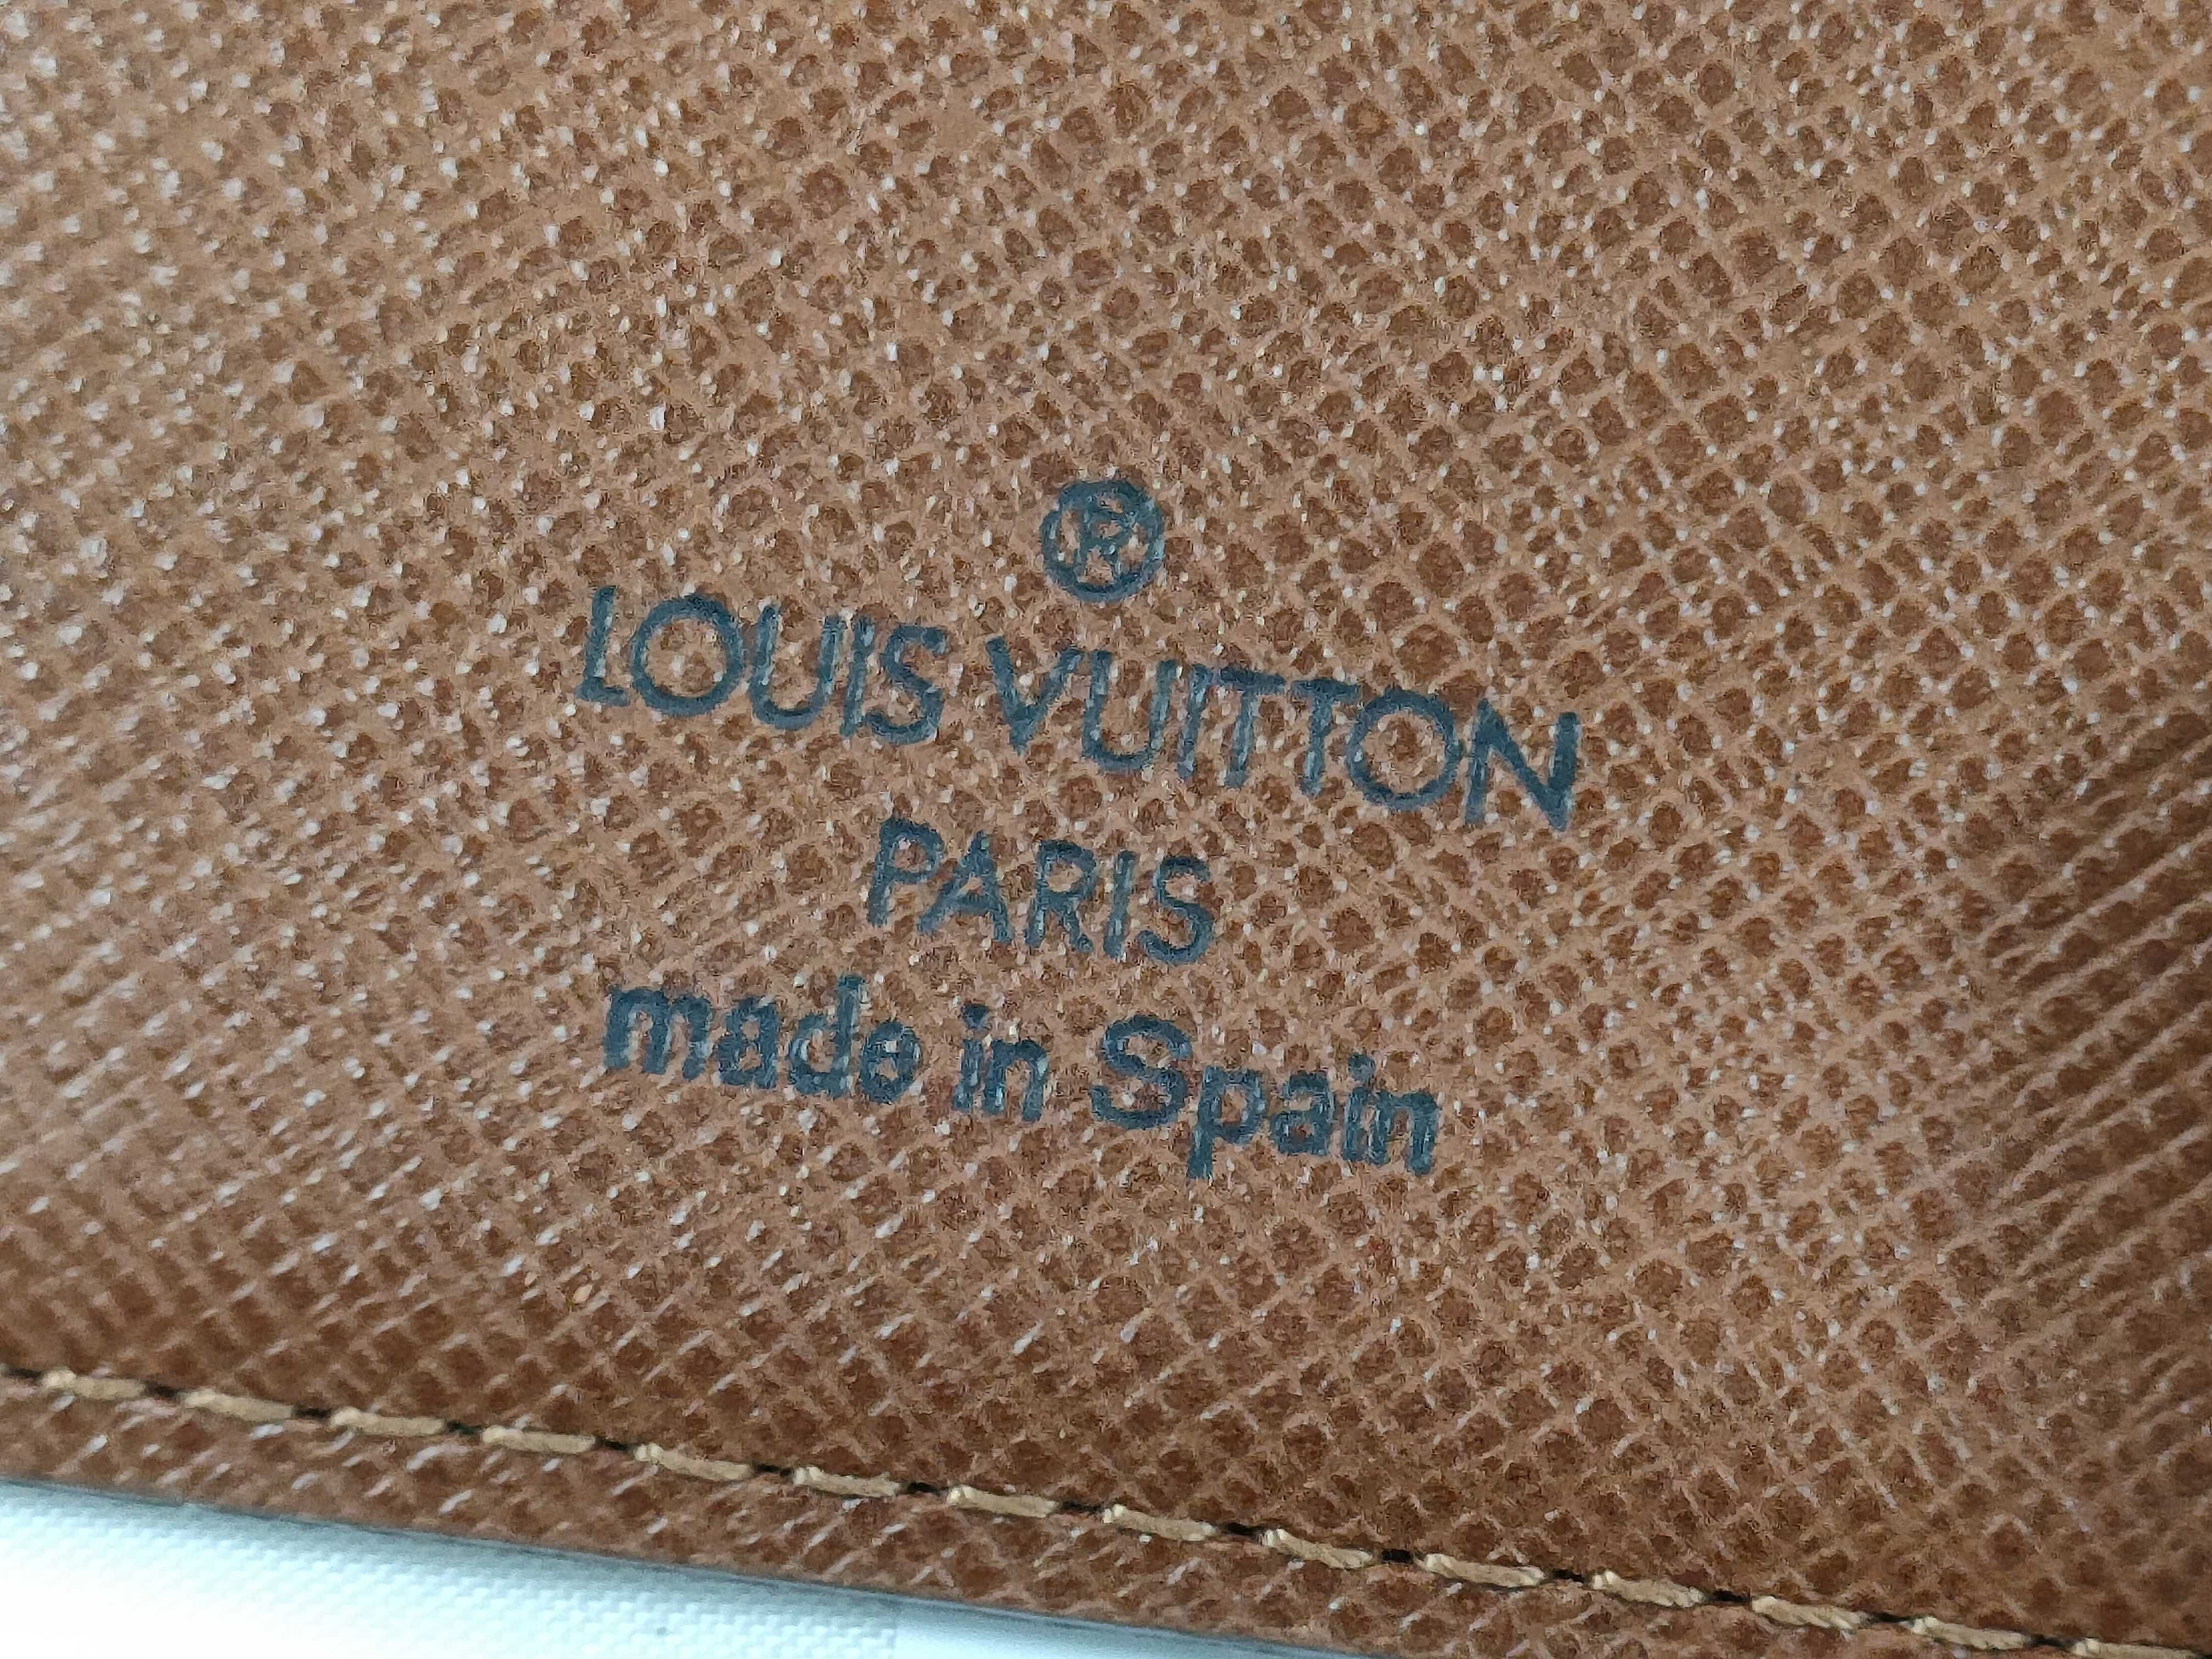 ®
LOUIS VUITTON
PARIS
made in Spain